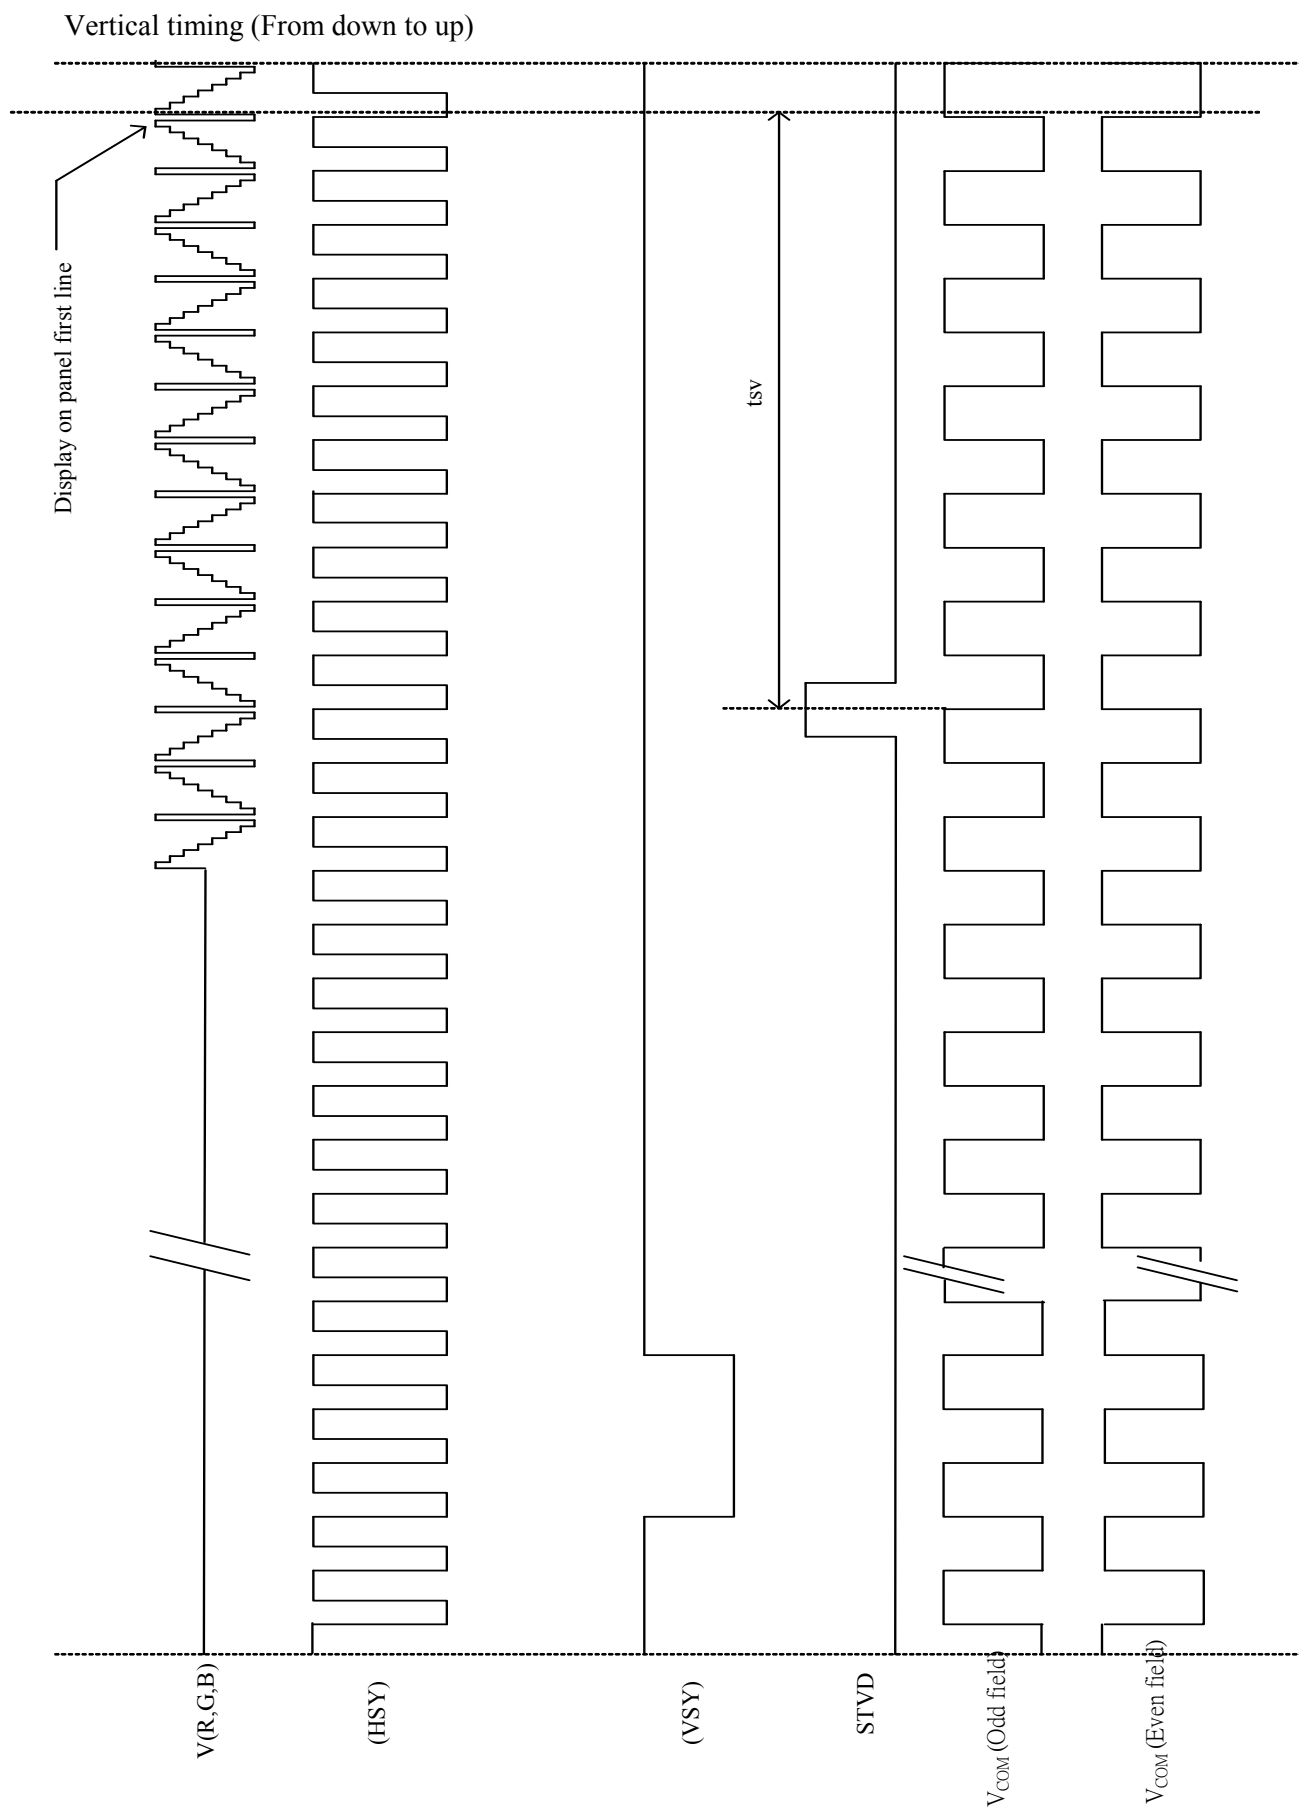 Vertical timing (From down to up)
Display on panel first line
tsv
V(R,G,B)
(HSY)
(VSY)
STVD
VCOM (Odd field)
VCOM (Even field)